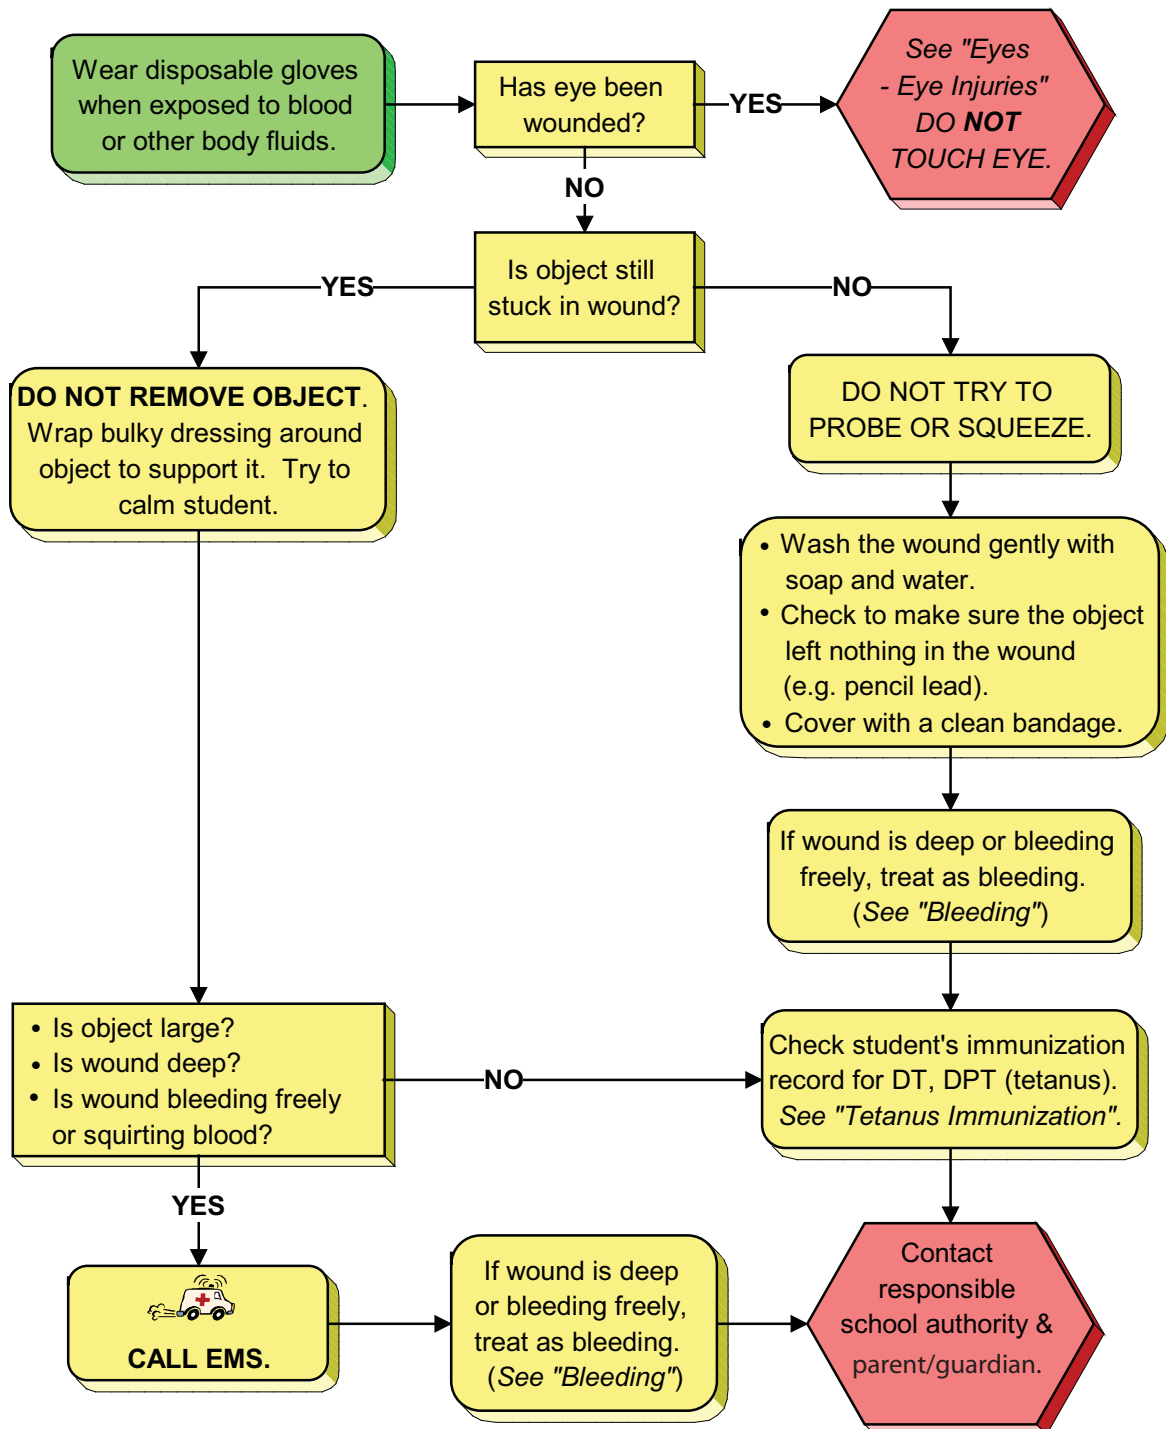 Wear disposable gloves
when exposed to blood
or other body fluids.
Has eye been
wounded?
YES
See "Eyes
- Eye Injuries"
DO NOT
TOUCH EYE.
NO
Is object still
stuck in wound?
YES
NO
DO NOT REMOVE OBJECT.
Wrap bulky dressing around
object to support it. Try to
calm student.
DO NOT TRY TO
PROBE OR SQUEEZE.
• Wash the wound gently with
soap and water.
• Check to make sure the object
left nothing in the wound
(e.g. pencil lead).
• Cover with a clean bandage.
If wound is deep or bleeding
freely, treat as bleeding.
(See "Bleeding")
• Is object large?
• Is wound deep?
• Is wound bleeding freely
or squirting blood?
NO
Check student's immunization
record for DT, DPT (tetanus).
See "Tetanus Immunization".
YES
CALL EMS.
If wound is deep
or bleeding freely,
treat as bleeding.
(See "Bleeding")
Contact
responsible
school authority &
parent/guardian.